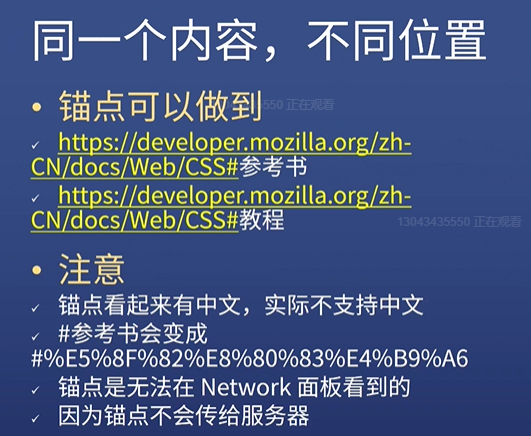 同一个内容，不同位置
• 锚点可以做到
✓ https://developer.mozilla.org/zh-
CN/docs/Web/CSS#参考书
✓ https://developer.mozilla.org/zh-
CN/docs/Web/CSS#教程
13043435550 正在观看
• 注意
✓ 锚点看起来有中文，实际不支持中文
✓ #参考书会变成
#%E5%8F%82%E8%80%83%E4%B9%A6
✓ 锚点是无法在 Network 面板看到的
✓ 因为锚点不会传给服务器